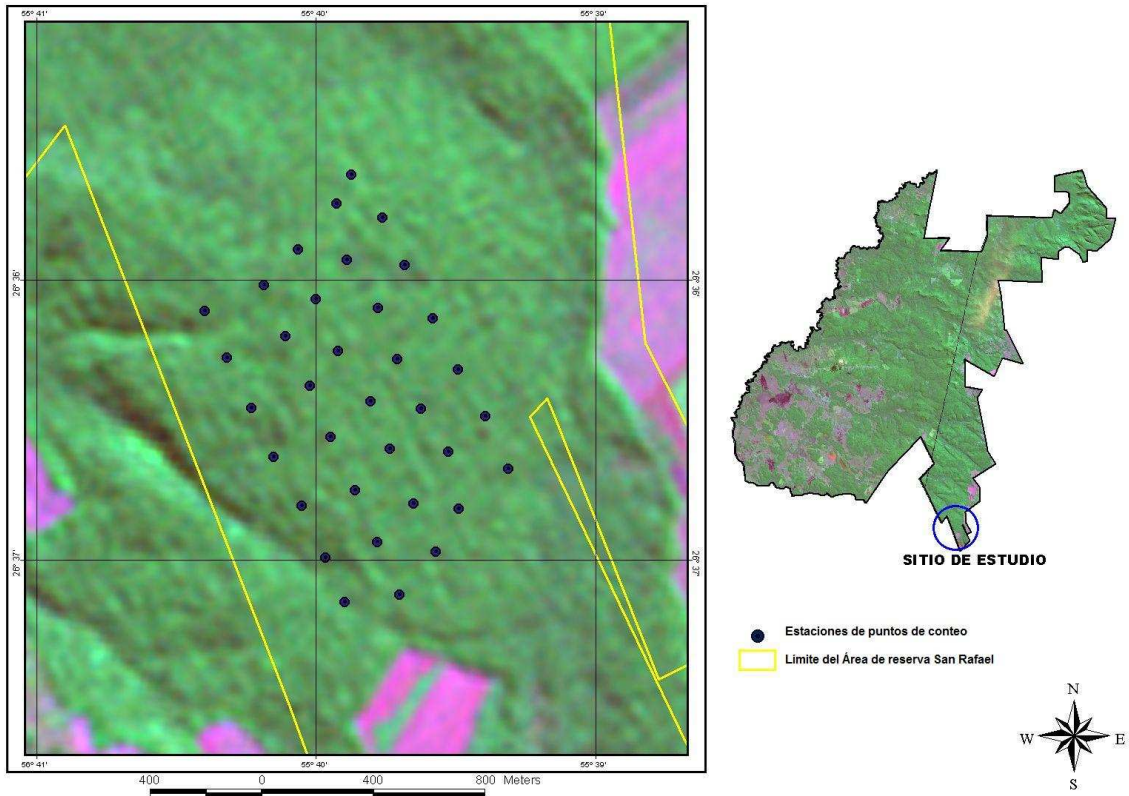 55° 41' 55° 40' 55° 39'
26° 36' 26° 36'
26° 37' 26° 37'
56° 41' 55° 40' 55° 39'
400 0 400 800 Meters
SITIO DE ESTUDIO
Estaciones de puntos de conteo
Limite del Área de reserva San Rafael
N
W E
S